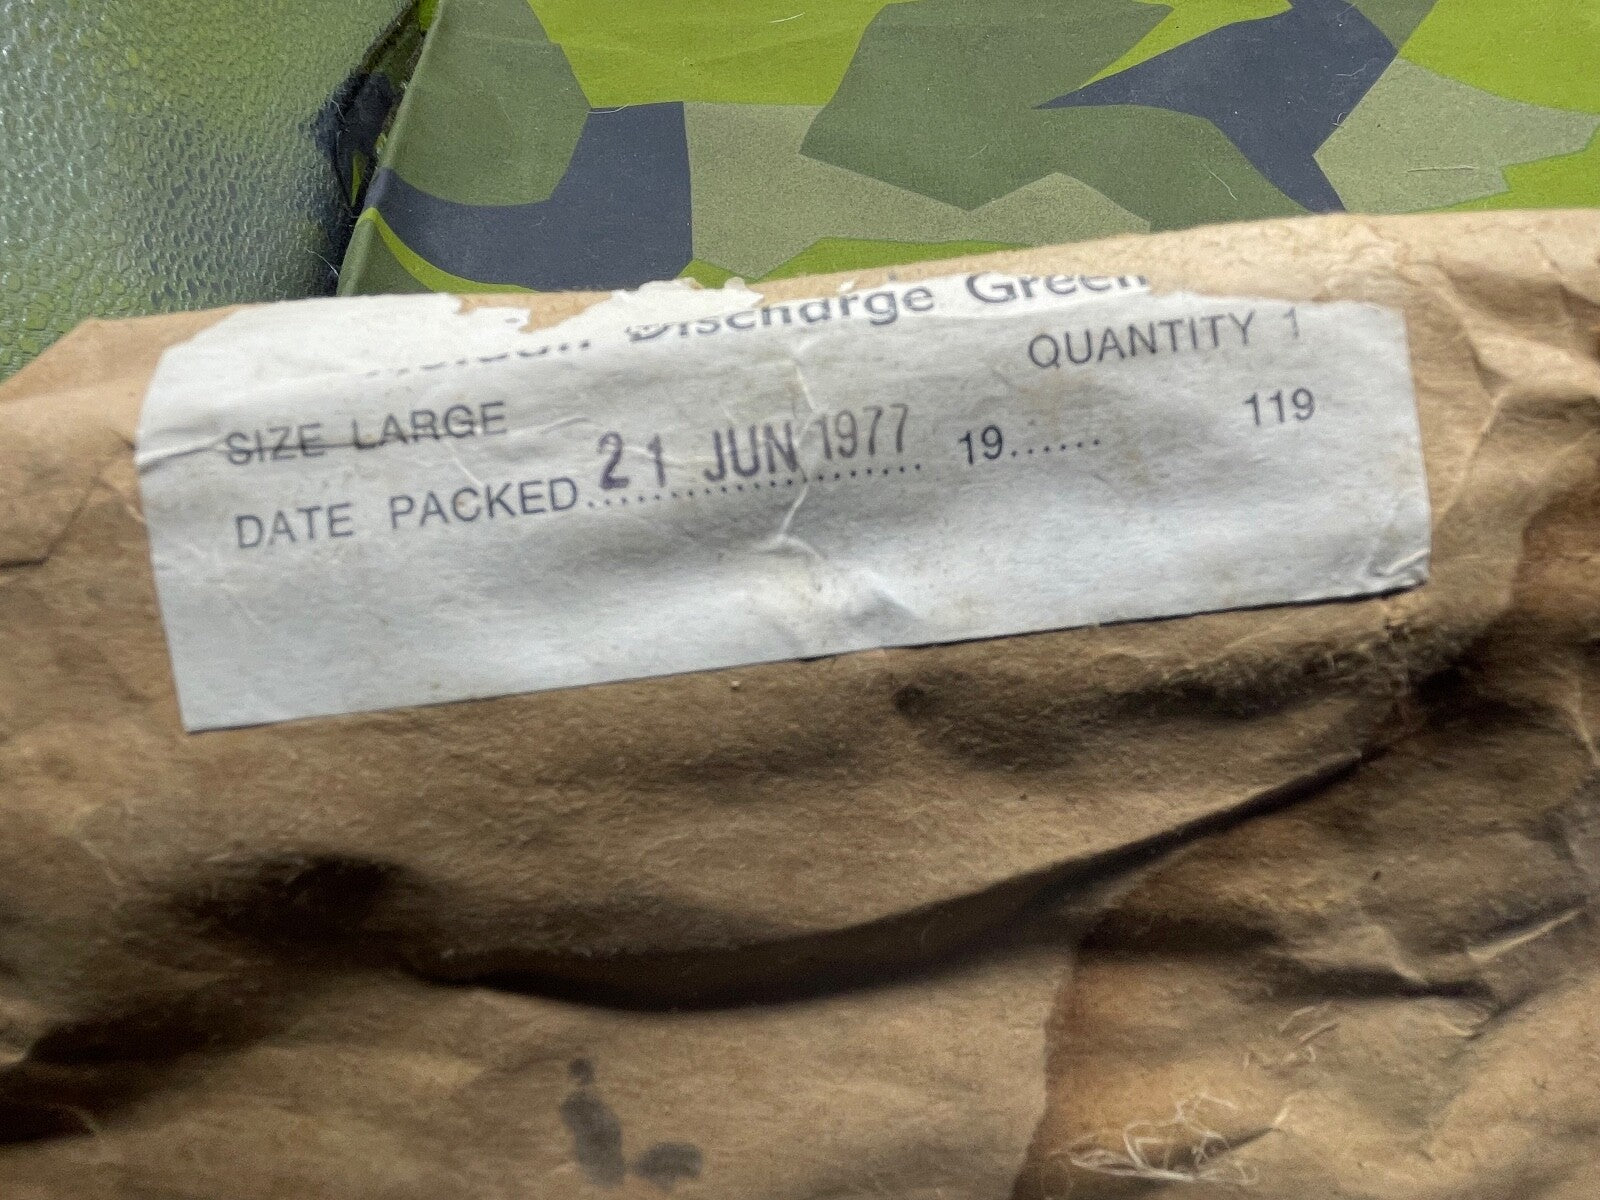 Discharge Green
QUANTITY 1
SIZE LARGE
DATE PACKED 21 JUN 1977 19...... 119